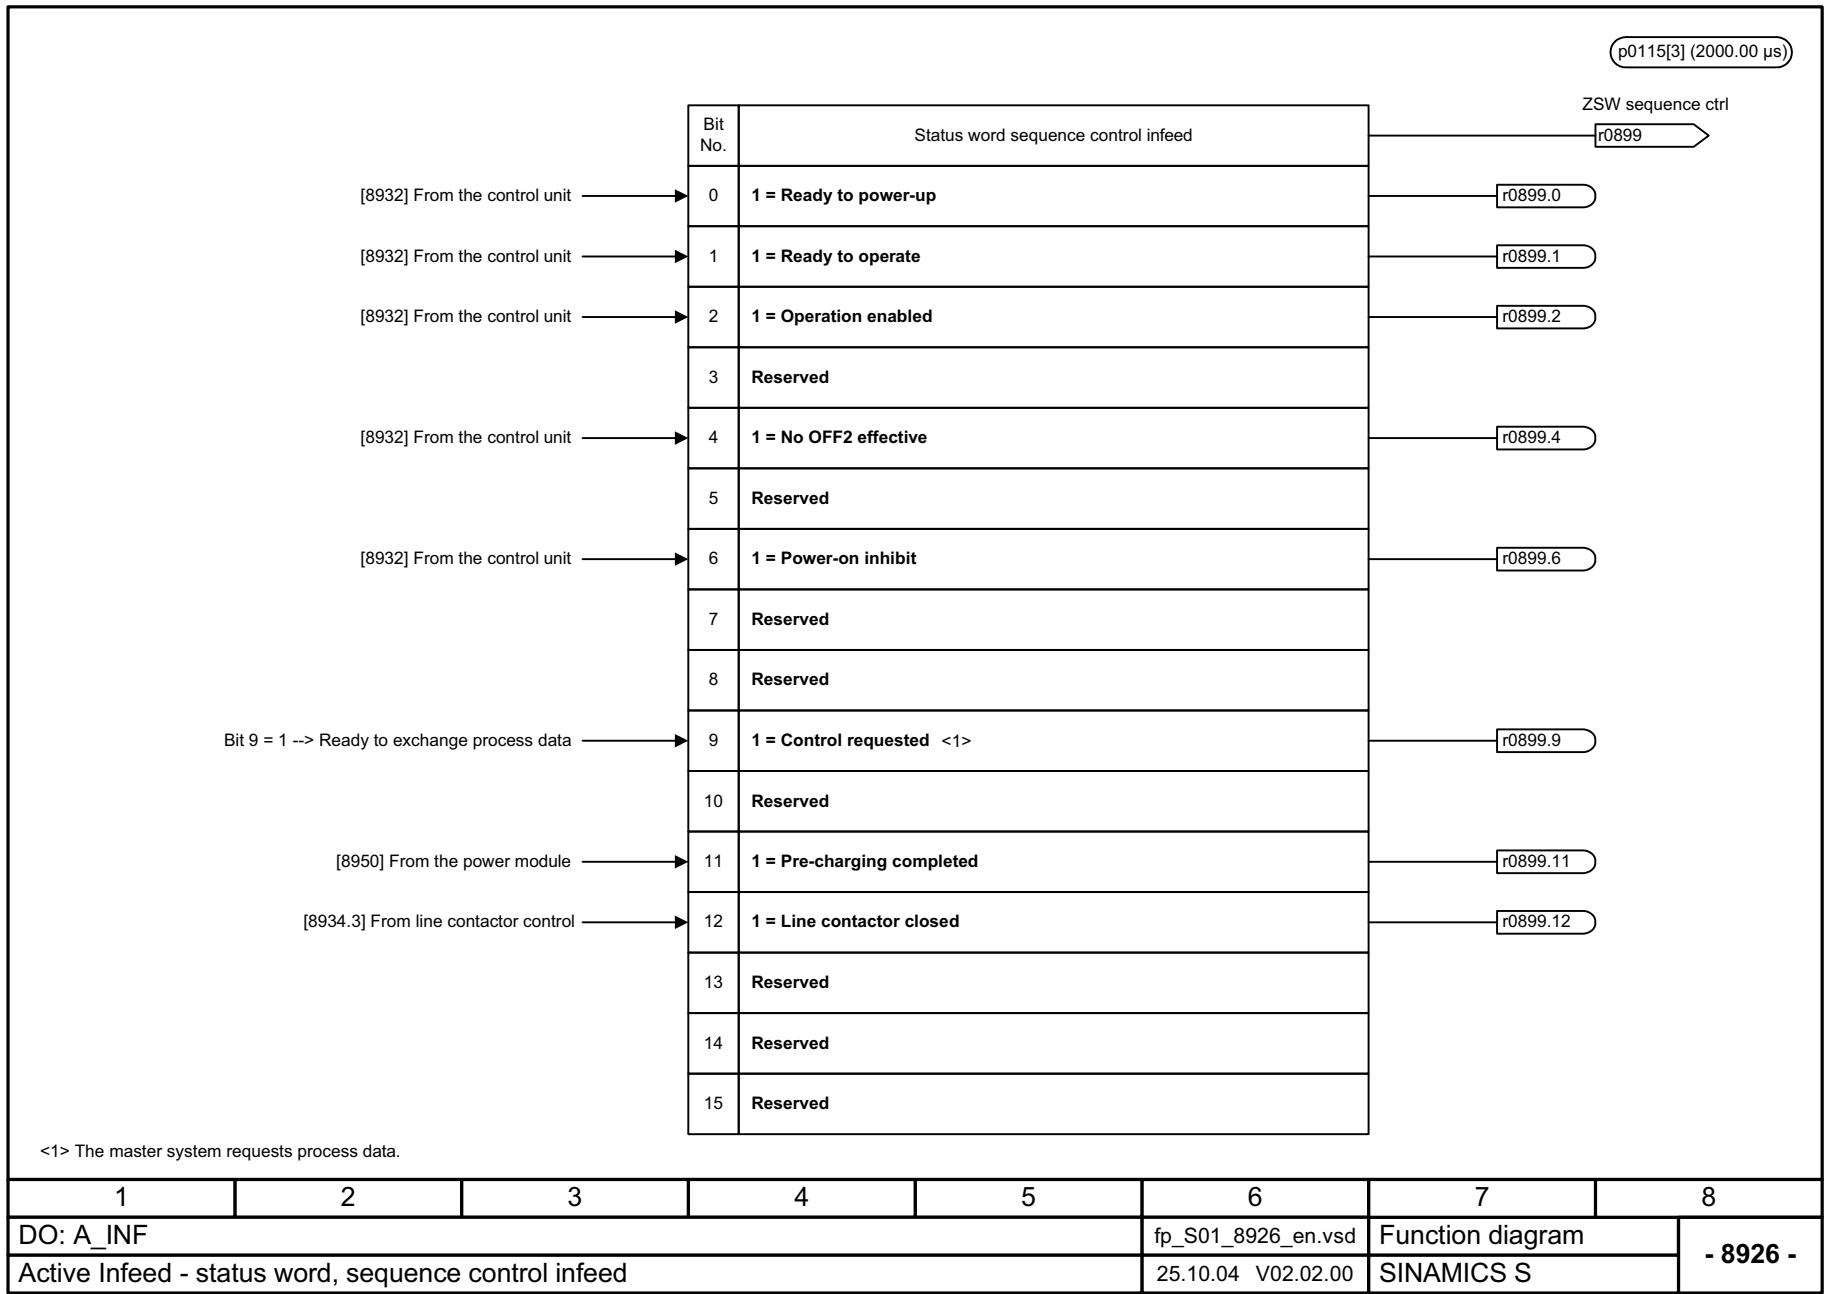 p0115[3] (2000.00 µs)
ZSW sequence ctrl
Bit No. Status word sequence control infeed r0899
[8932] From the control unit 0 1 = Ready to power-up r0899.0
[8932] From the control unit 1 1 = Ready to operate r0899.1
[8932] From the control unit 2 1 = Operation enabled r0899.2
3 Reserved
[8932] From the control unit 4 1 = No OFF2 effective r0899.4
5 Reserved
[8932] From the control unit 6 1 = Power-on inhibit r0899.6
7 Reserved
8 Reserved
Bit 9 = 1 --> Ready to exchange process data 9 1 = Control requested <1> r0899.9
10 Reserved
[8950] From the power module 11 1 = Pre-charging completed r0899.11
[8934.3] From line contactor control 12 1 = Line contactor closed r0899.12
13 Reserved
14 Reserved
15 Reserved
<1> The master system requests process data.
1 2 3 4 5 6 7 8
DO: A_INF fp_S01_8926_en.vsd Function diagram
- 8926 -
Active Infeed - status word, sequence control infeed 25.10.04 V02.02.00 SINAMICS S